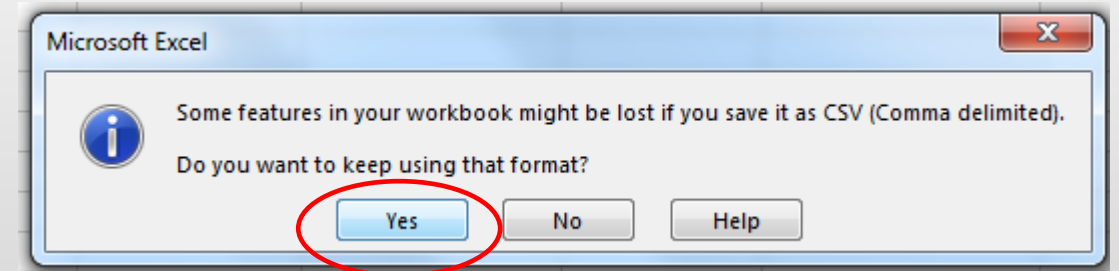 Microsoft Excel
Some features in your workbook might be lost if you save it as CSV (Comma delimited).
Do you want to keep using that format?
Yes No Help